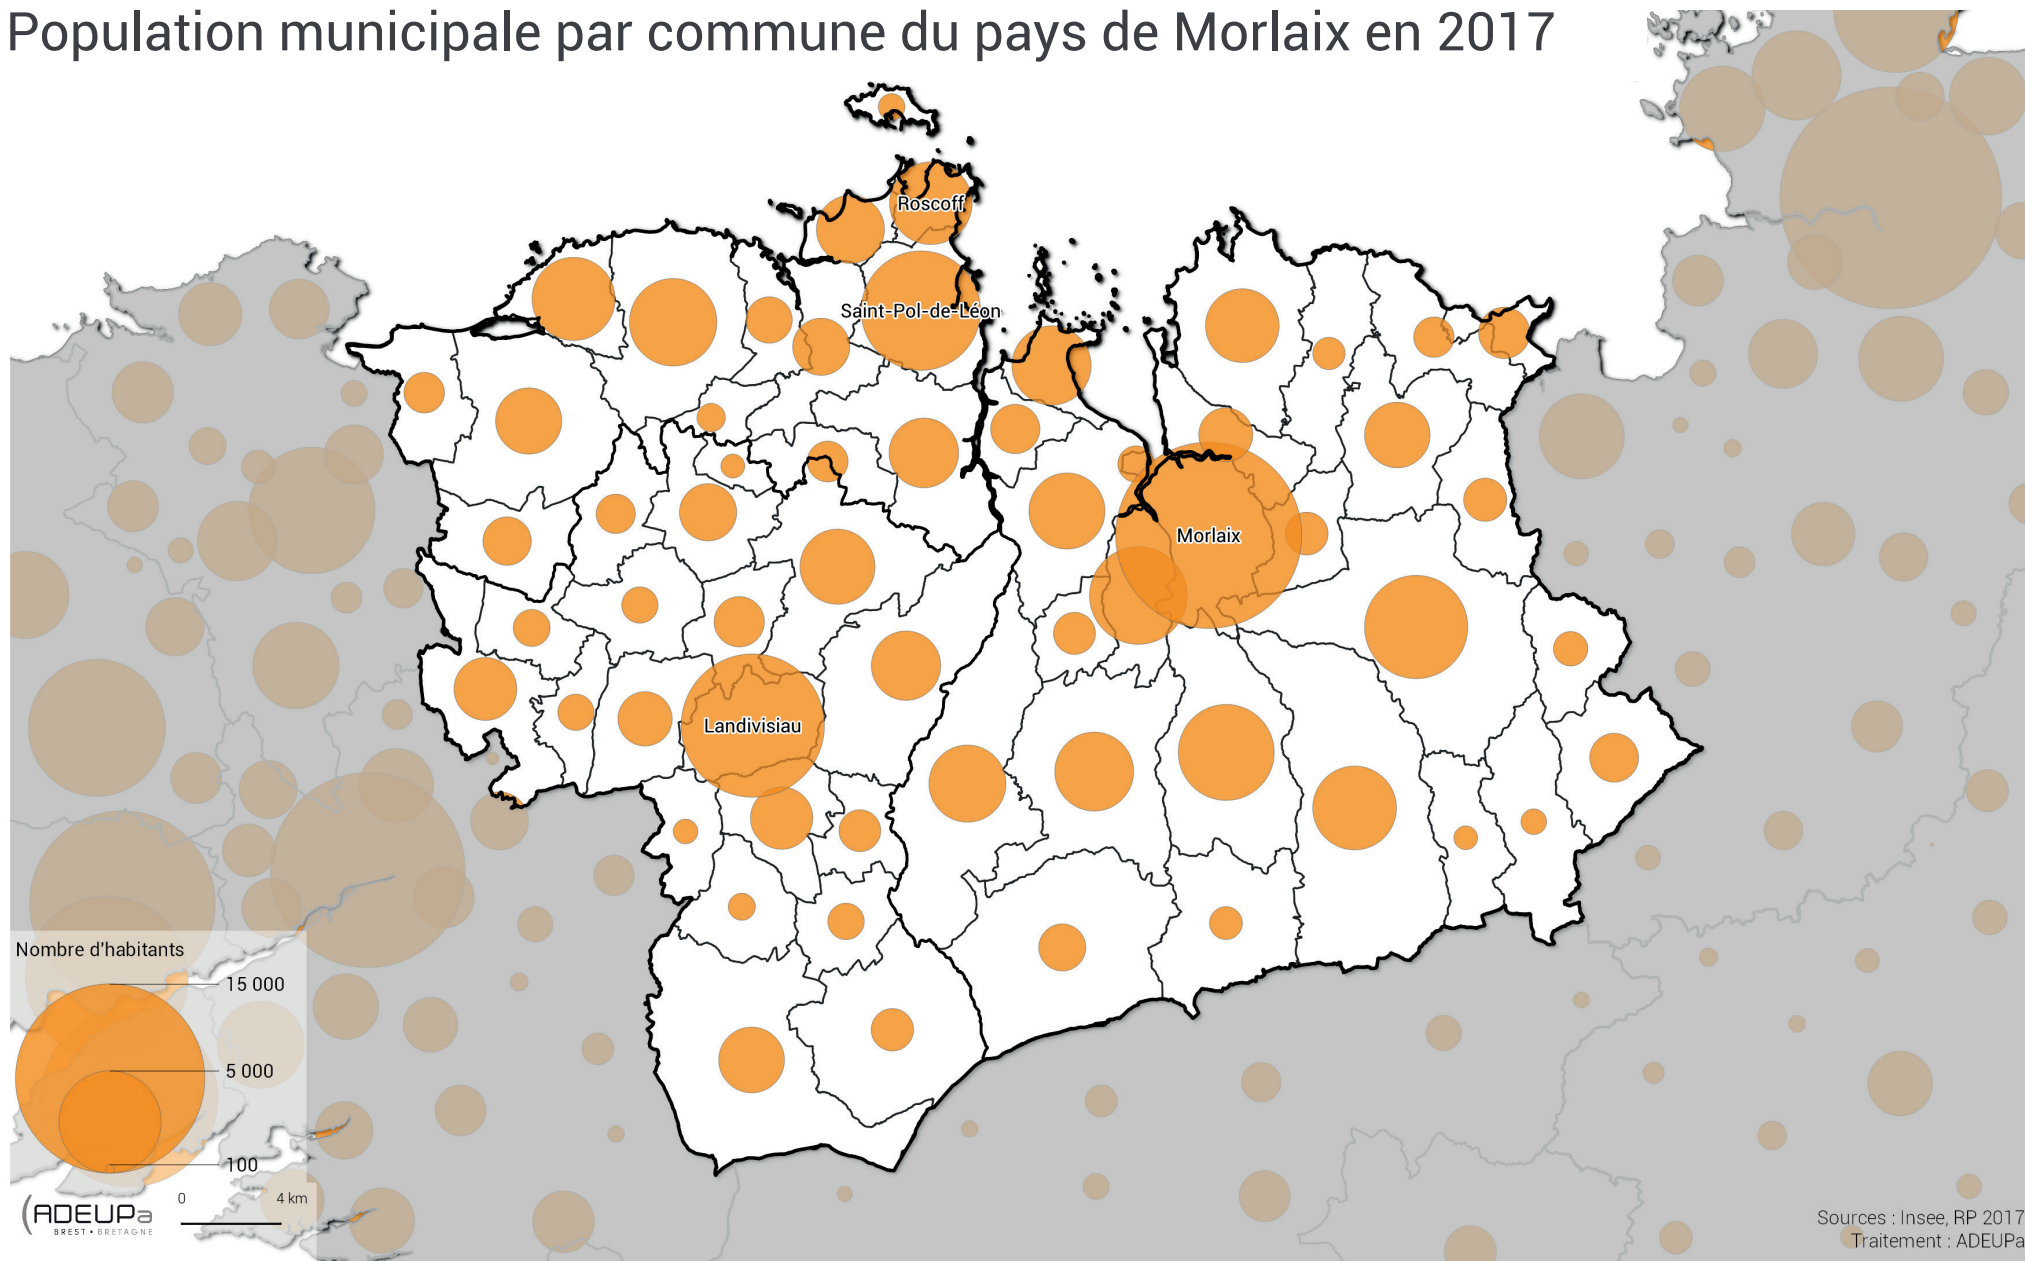 Population municipale par commune du pays de Morlaix en 2017
Roscoff
Saint-Pol-de-Léon
Morlaix
Landivisiau
Nombre d'habitants
15 000
5 000
100
0 4 km
ADEUPa
BREST • BRETAGNE
Sources : Insee, RP 2017
Traitement : ADEUPa